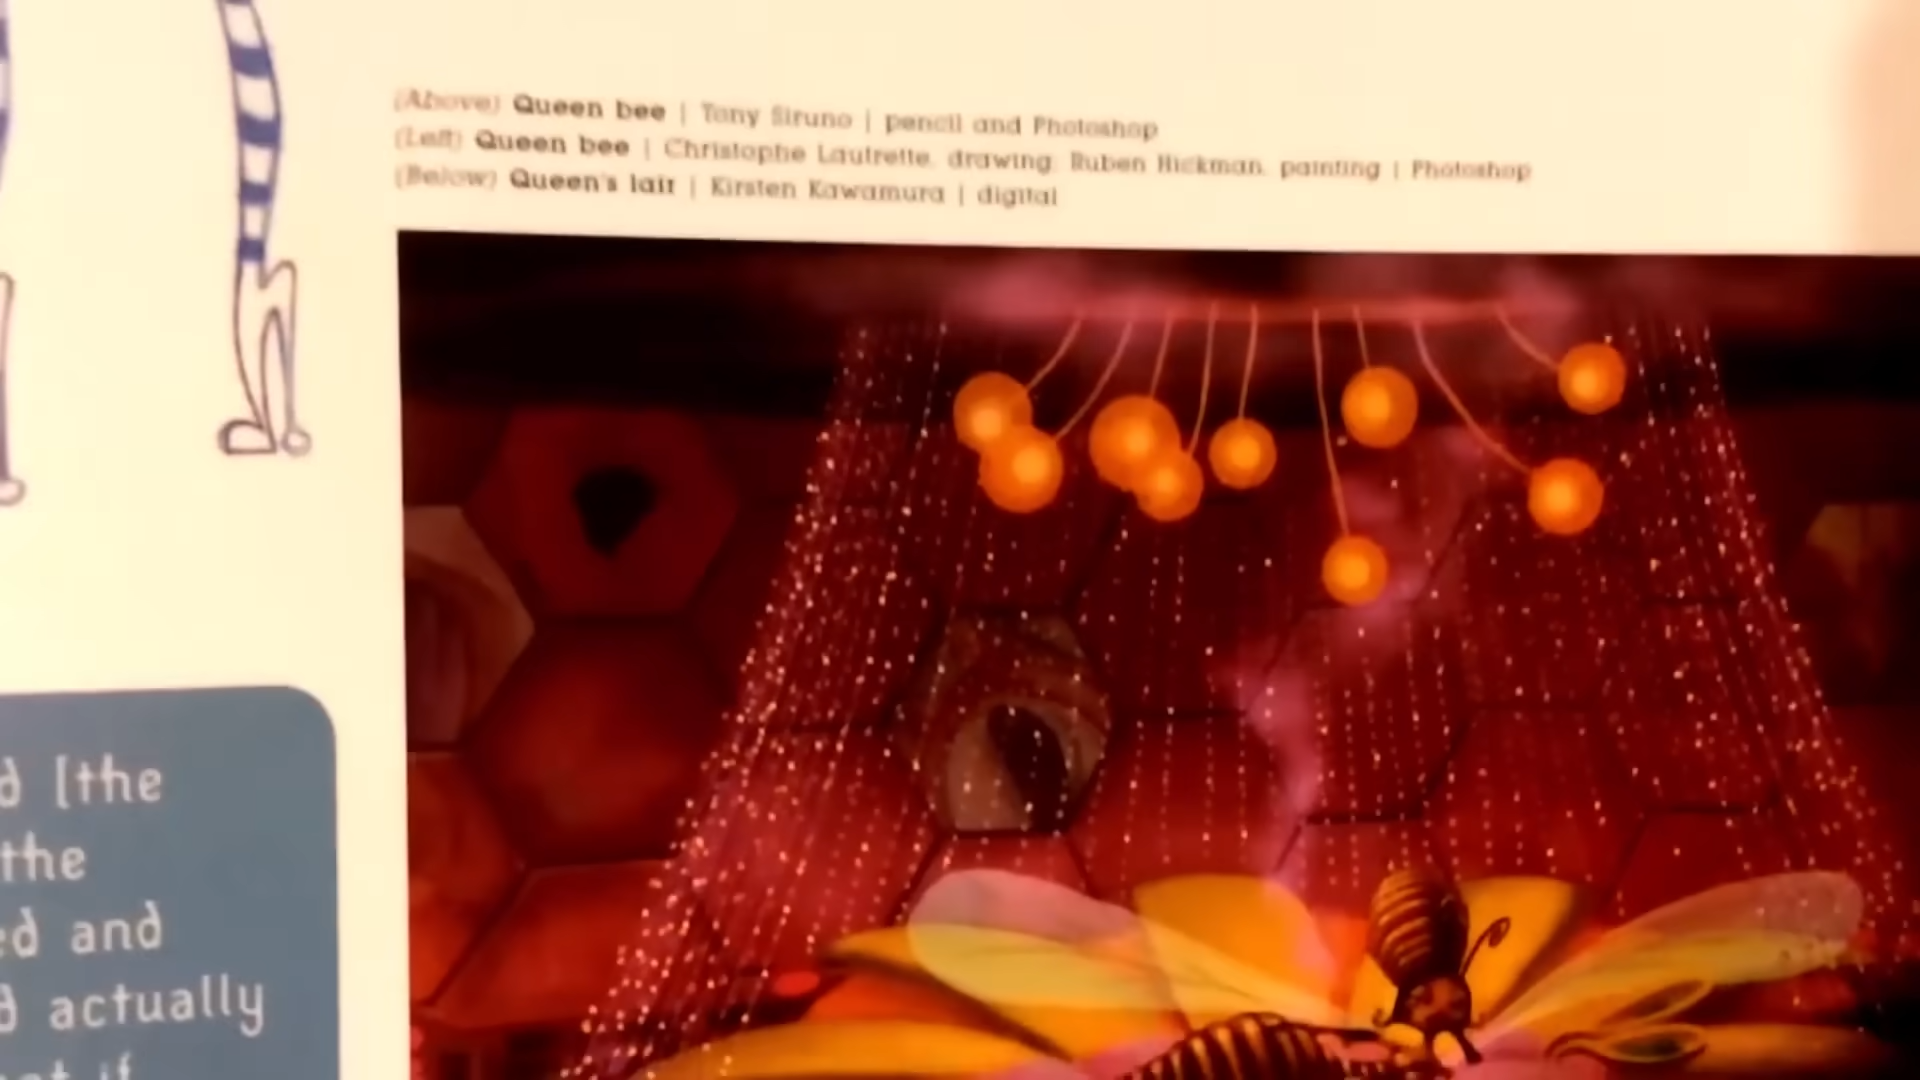 (Above) Queen bee | Tony Siruno | pencil and Photoshop
(Left) Queen bee | Christophe Lautrette, drawing; Ruben Hickman, painting | Photoshop
(Below) Queen's lair | Kirsten Kawamura | digital
[the
the
and
actually
if